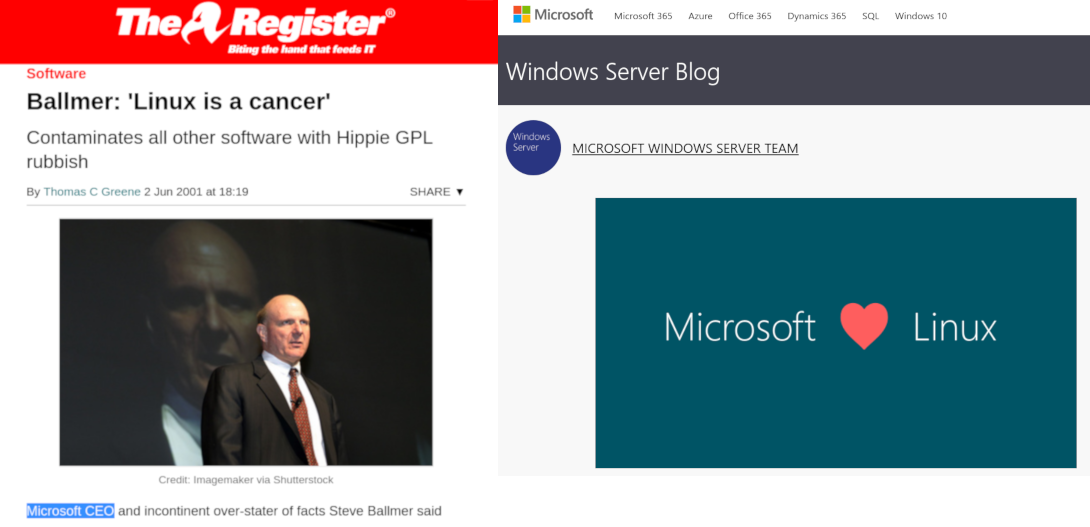 The Register®
Biting the hand that feeds IT
Software
Ballmer: 'Linux is a cancer'
Contaminates all other software with Hippie GPL
rubbish
By Thomas C Greene 2 Jun 2001 at 18:19
SHARE ▼
Credit: Imagemaker via Shutterstock
Microsoft CEO and incontinent over-stater of facts Steve Ballmer said
Microsoft
Microsoft 365 Azure Office 365 Dynamics 365 SQL Windows 10
Windows Server Blog
Windows
Server
MICROSOFT WINDOWS SERVER TEAM
Microsoft ♥ Linux